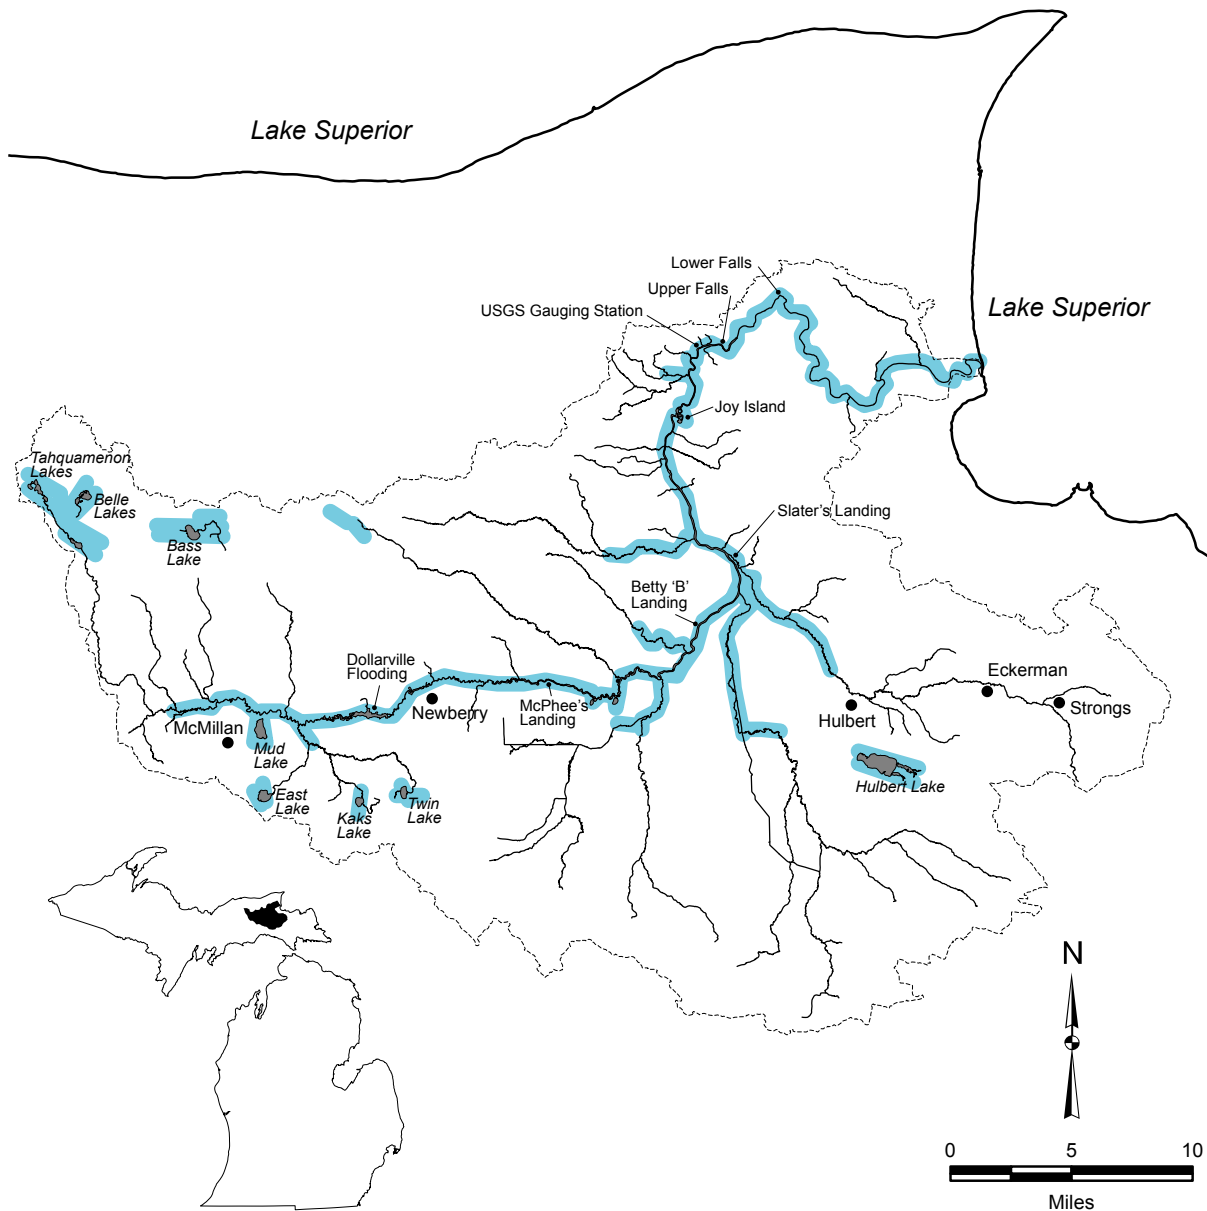 Lake Superior
Lower Falls
Upper Falls
USGS Gauging Station
Lake Superior
Joy Island
Tahquamenon
Lakes
Belle
Lakes
Bass
Lake
Slater's Landing
Betty 'B'
Landing
Dollarville
Flooding
Eckerman
McPhee's
Landing
Newberry
Strongs
Hulbert
McMillan
Mud
Lake
Hulbert Lake
East
Lake
Kaks
Lake
Twin
Lake
N
0 5 10
Miles